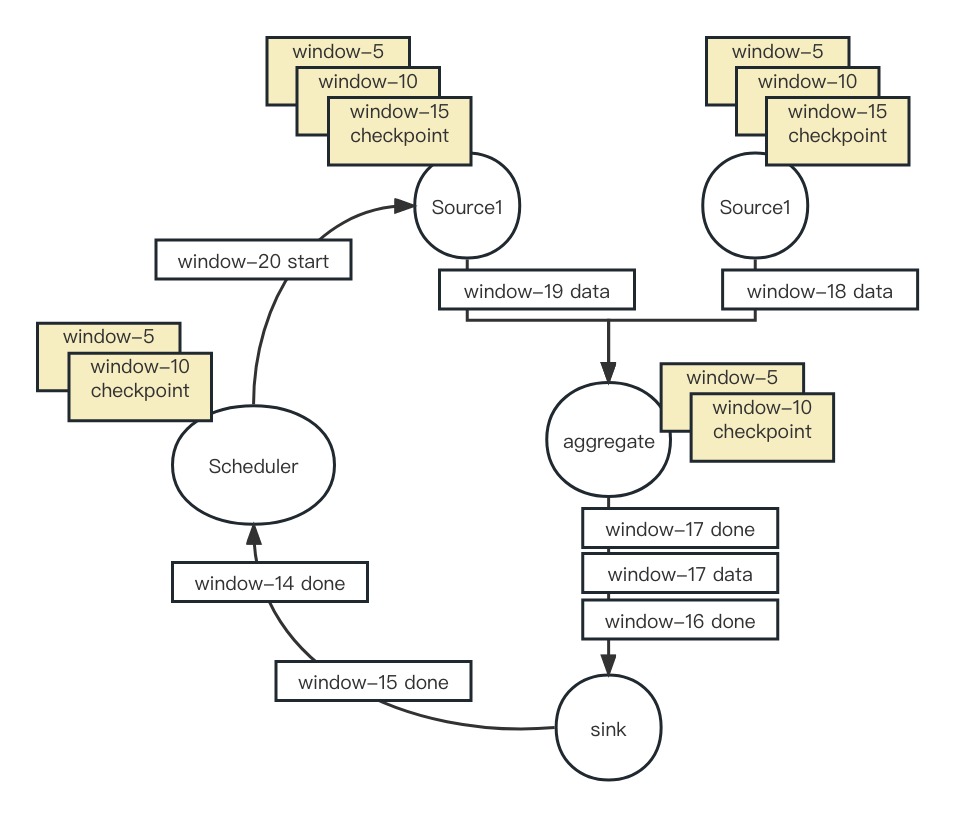 window-5
window-10
window-15
checkpoint
window-5
window-10
window-15
checkpoint
Source1
Source1
window-20 start
window-19 data
window-18 data
window-5
window-10
checkpoint
window-5
window-10
checkpoint
Scheduler
aggregate
window-17 done
window-14 done
window-17 data
window-16 done
window-15 done
sink